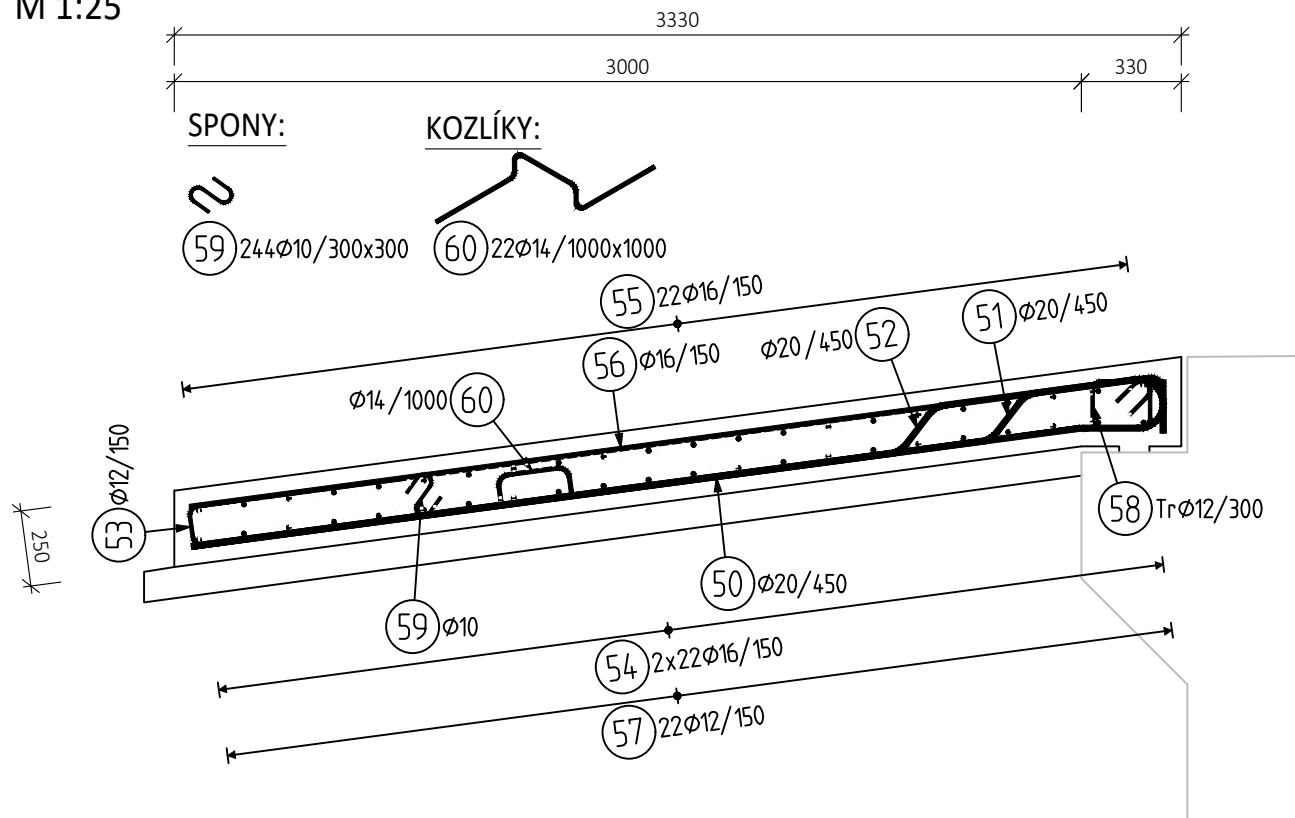 M 1:25
3330
3000
330
SPONY:
KOZLÍKY:
59 244Ø10/300x300
60 22Ø14/1000x1000
55 22Ø16/150
51 Ø20/450
Ø20/450 52
56 Ø16/150
Ø14/1000 60
53 Ø12/150
250
58 TrØ12/300
50 Ø20/450
59 Ø10
54 2x22Ø16/150
57 22Ø12/150